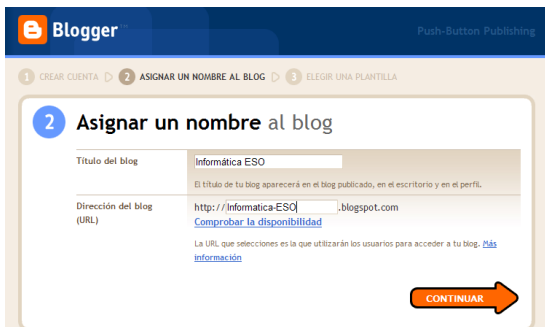 Blogger™
Push-Button Publishing
1 CREAR CUENTA 2 ASIGNAR UN NOMBRE AL BLOG 3 ELEGIR UNA PLANTILLA
2 Asignar un nombre al blog
Título del blog Informática ESO
El título de tu blog aparecerá en el blog publicado, en el escritorio y en el perfil.
Dirección del blog http:// Informatica-ESO .blogspot.com
(URL) Comprobar la disponibilidad
La URL que selecciones es la que utilizarán los usuarios para acceder a tu blog. Más
información
CONTINUAR